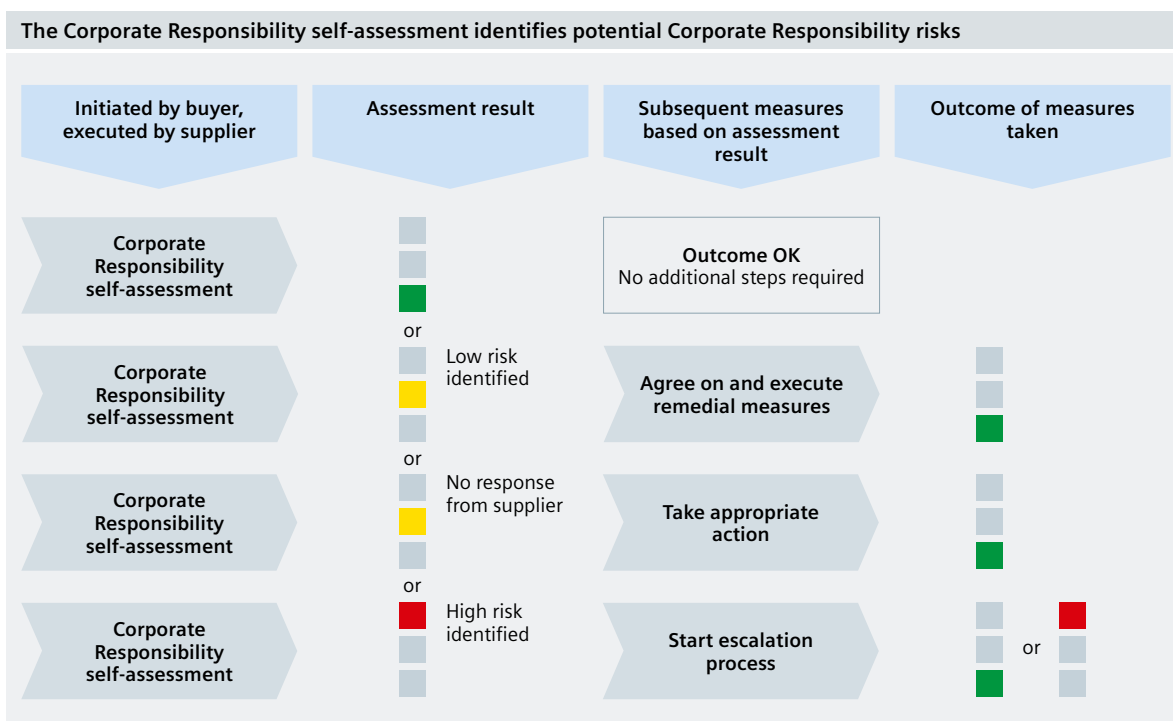 The Corporate Responsibility self-assessment identifies potential Corporate Responsibility risks
Initiated by buyer,
executed by supplier
Assessment result
Subsequent measures
based on assessment
result
Outcome of measures
taken
Corporate
Responsibility
self-assessment
Outcome OK
No additional steps required
or
Corporate
Responsibility
self-assessment
Low risk
identified
Agree on and execute
remedial measures
or
Corporate
Responsibility
self-assessment
No response
from supplier
Take appropriate
action
or
Corporate
Responsibility
self-assessment
High risk
identified
Start escalation
process
or